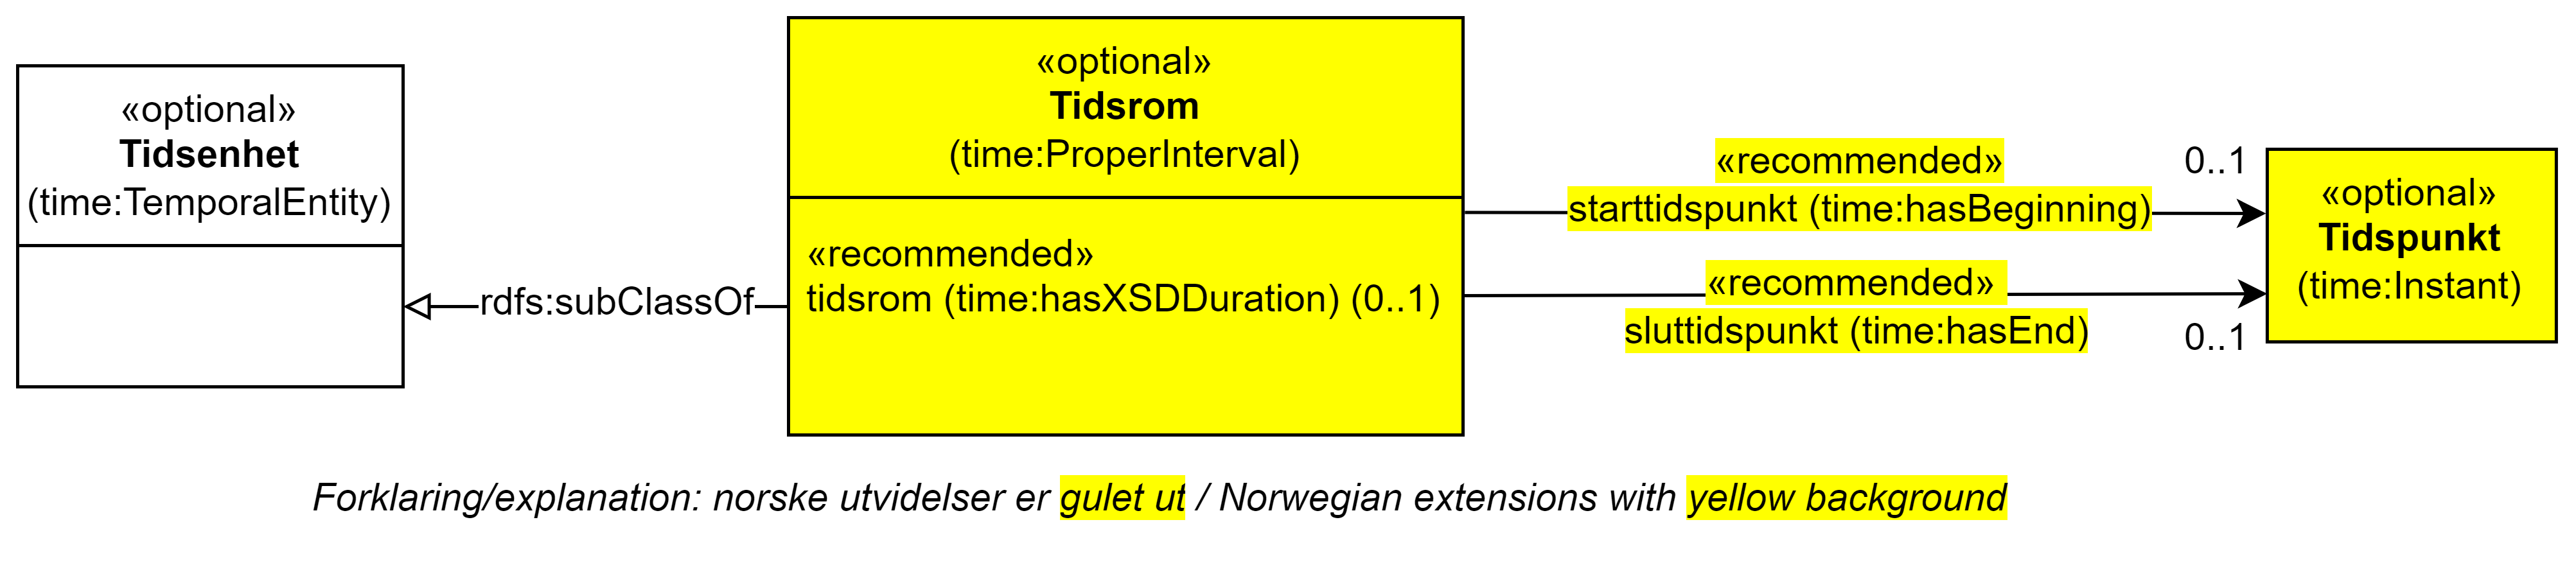 «optional»
Tidsenhet
(time:TemporalEntity)
rdfs:subClassOf
«optional»
Tidsrom
(time:ProperInterval)
«recommended»
tidsrom (time:hasXSDDuration) (0..1)
«recommended»
starttidspunkt (time:hasBeginning)
0..1
«recommended»
sluttidspunkt (time:hasEnd)
0..1
«optional»
Tidspunkt
(time:Instant)
Forklaring/explanation: norske utvidelser er gulet ut / Norwegian extensions with yellow background